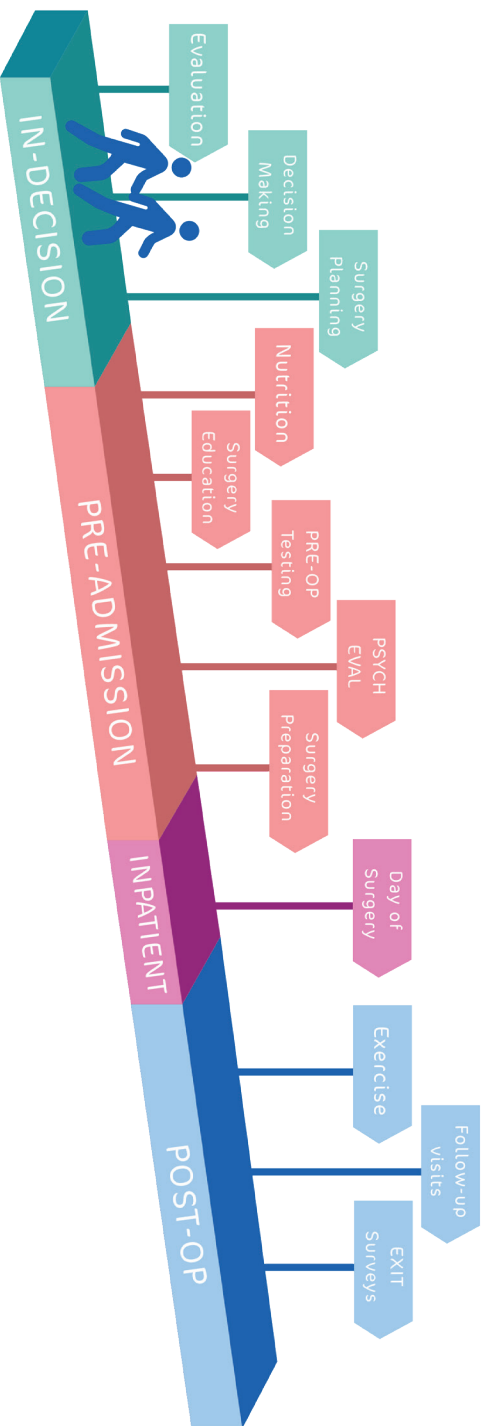 Evaluation
Decision
Making
Surgery
Planning
Nutrition
Surgery
Education
PRE-OP
Testing
PSYCH
EVAL
Surgery
Preparation
Day of
Surgery
Exercise
Follow-up
visits
EXIT
Surveys
IN-DECISION
PRE-ADMISSION
INPATIENT
POST-OP